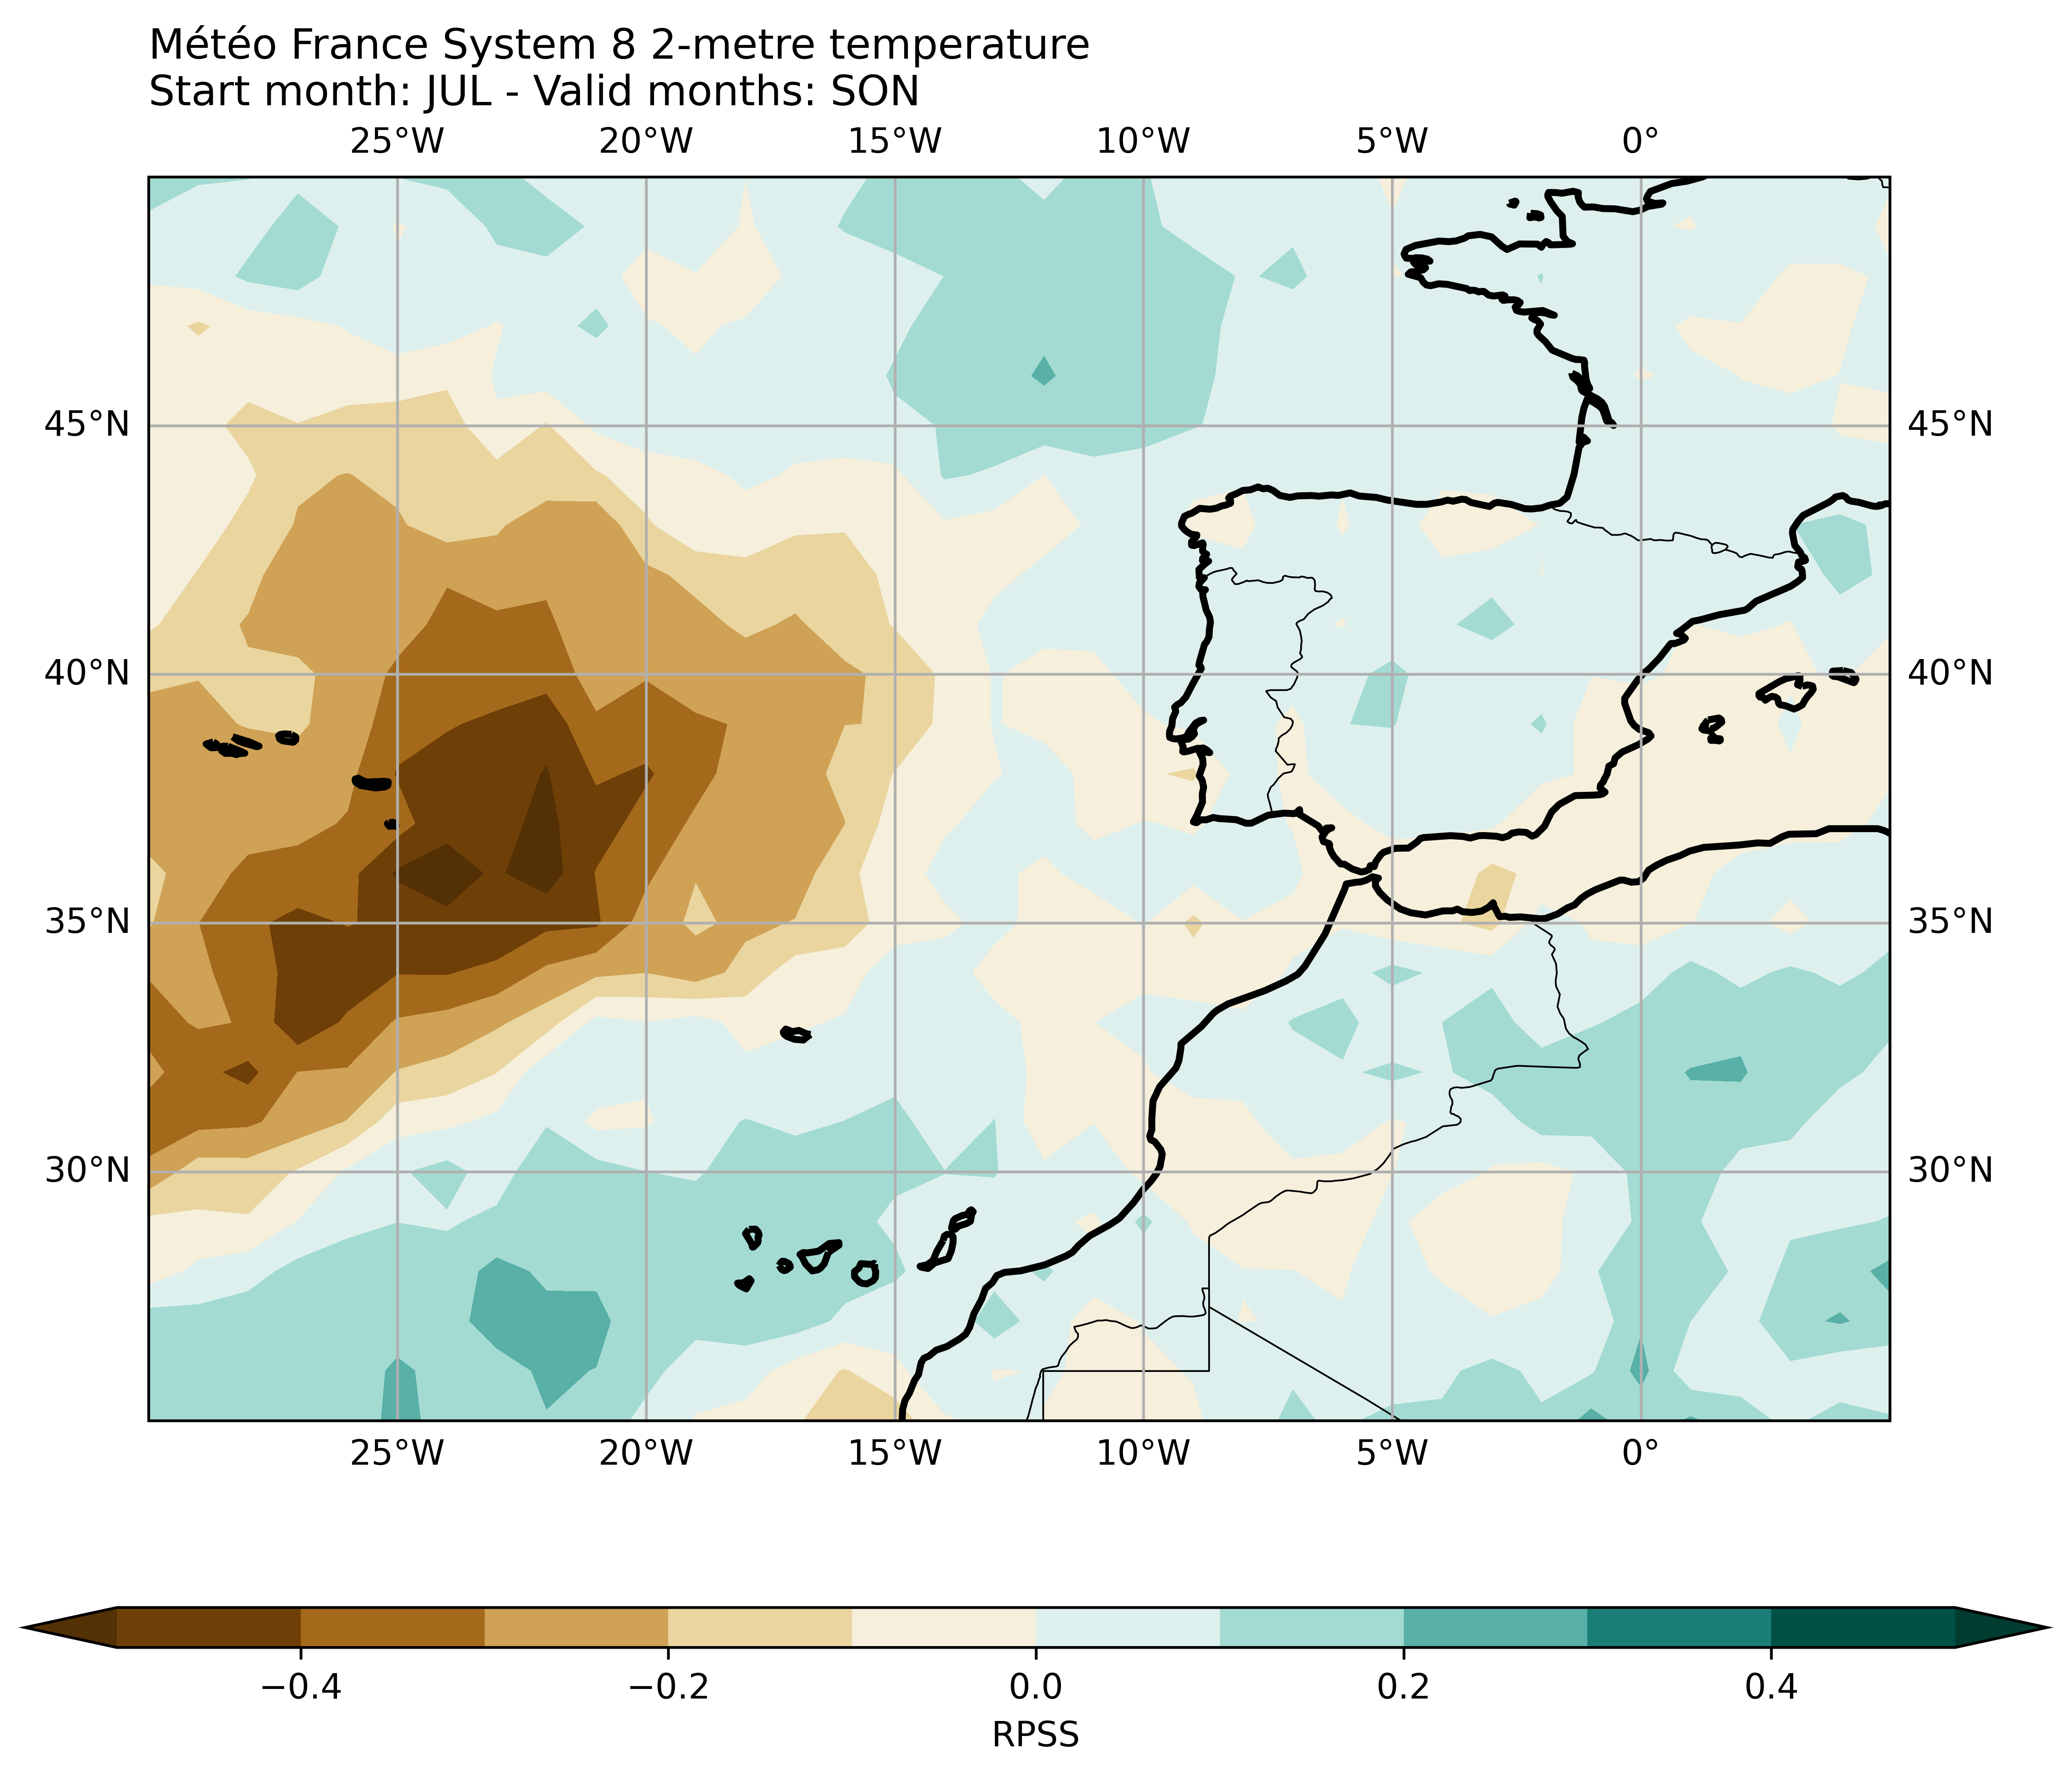 Météo France System 8 2-metre temperature
Start month: JUL - Valid months: SON
25°W 20°W 15°W 10°W 5°W 0°
45°N 45°N
40°N 40°N
35°N 35°N
30°N 30°N
25°W 20°W 15°W 10°W 5°W 0°
−0.4 −0.2 0.0 0.2 0.4
RPSS